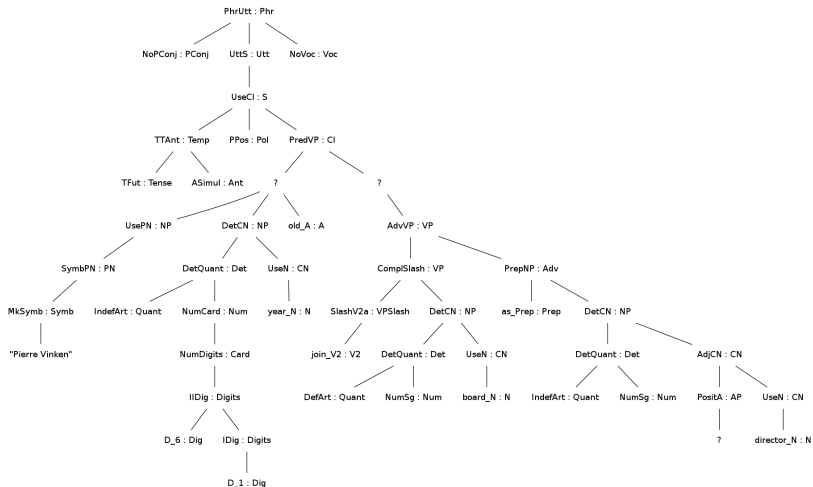 PhrUtt : Phr
NoPConj : PConj UttS : Utt NoVoc : Voc
UseCl : S
TTAnt : Temp PPos : Pol PredVP : Cl
TFut : Tense ASimul : Ant ? ?
UsePN : NP DetCN : NP old_A : A AdvVP : VP
SymbPN : PN DetQuant : Det UseN : CN ComplSlash : VP PrepNP : Adv
MkSymb : Symb IndefArt : Quant NumCard : Num year_N : N SlashV2a : VPSlash DetCN : NP as_Prep : Prep DetCN : NP
"Pierre Vinken" NumDigits : Card join_V2 : V2 DetQuant : Det UseN : CN DetQuant : Det AdjCN : CN
IIDig : Digits DefArt : Quant NumSg : Num board_N : N IndefArt : Quant NumSg : Num PositA : AP UseN : CN
D_6 : Dig IDig : Digits ? director_N : N
D_1 : Dig